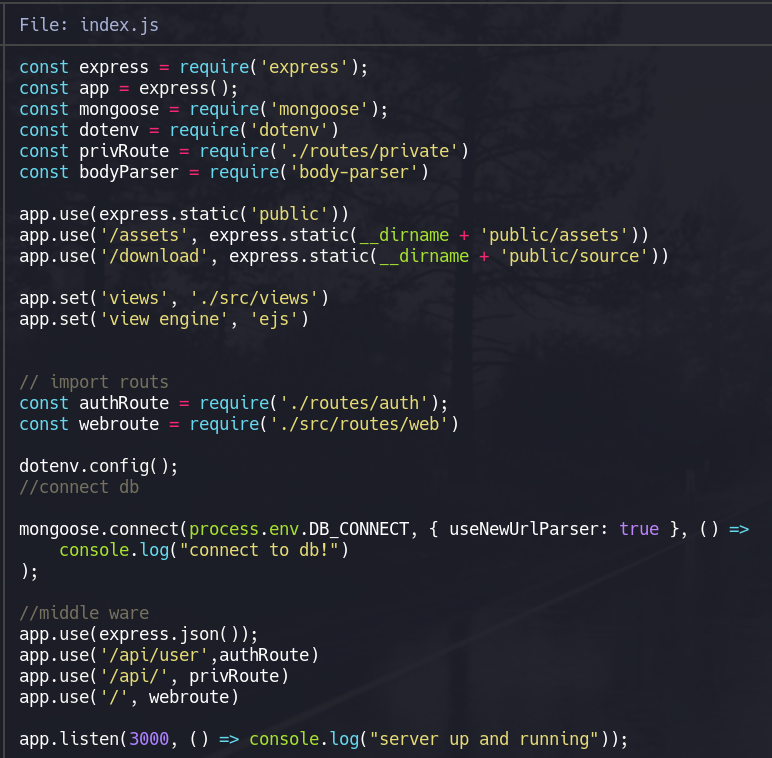 File: index.js
const express = require('express');
const app = express();
const mongoose = require('mongoose');
const dotenv = require('dotenv')
const privRoute = require('./routes/private')
const bodyParser = require('body-parser')
app.use(express.static('public'))
app.use('/assets', express.static(__dirname + 'public/assets'))
app.use('/download', express.static(__dirname + 'public/source'))
app.set('views', './src/views')
app.set('view engine', 'ejs')
// import routs
const authRoute = require('./routes/auth');
const webroute = require('./src/routes/web')
dotenv.config();
//connect db
mongoose.connect(process.env.DB_CONNECT, { useNewUrlParser: true }, () =>
    console.log("connect to db!")
);
//middle ware
app.use(express.json());
app.use('/api/user',authRoute)
app.use('/api/', privRoute)
app.use('/', webroute)
app.listen(3000, () => console.log("server up and running"));